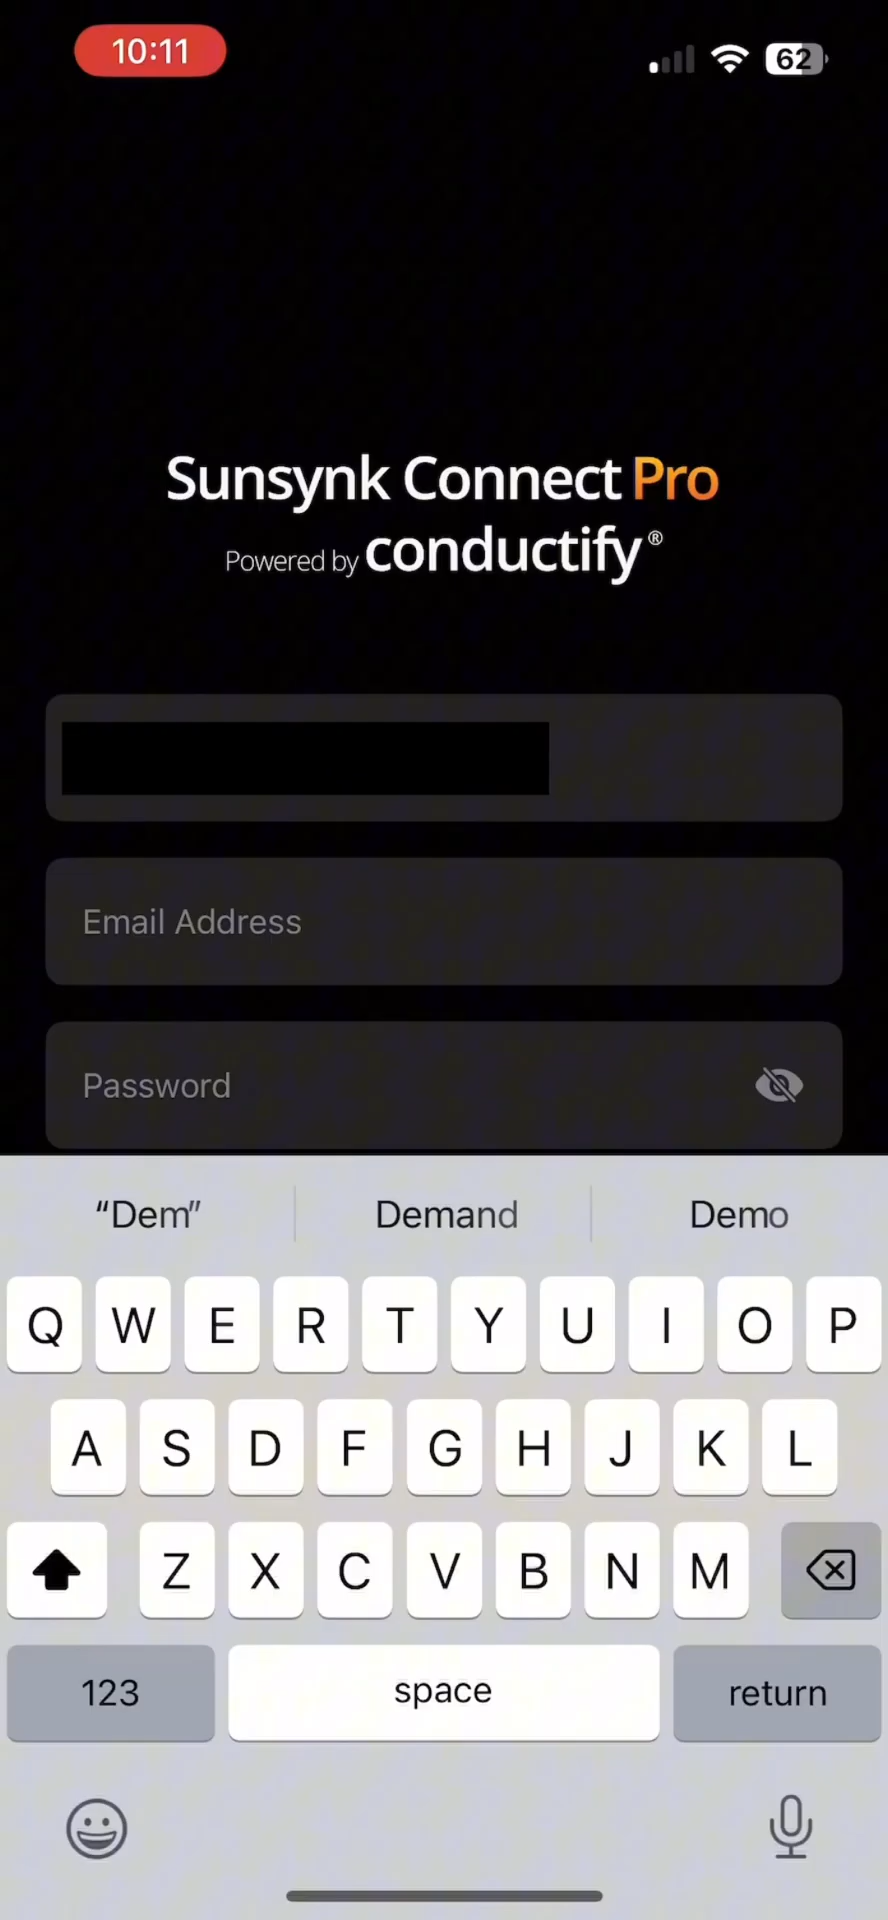 10:11
62
Sunsynk Connect Pro
Powered by conductify®
Email Address
Password
“Dem” Demand Demo
Q W E R T Y U I O P
A S D F G H J K L
Z X C V B N M
123 space return